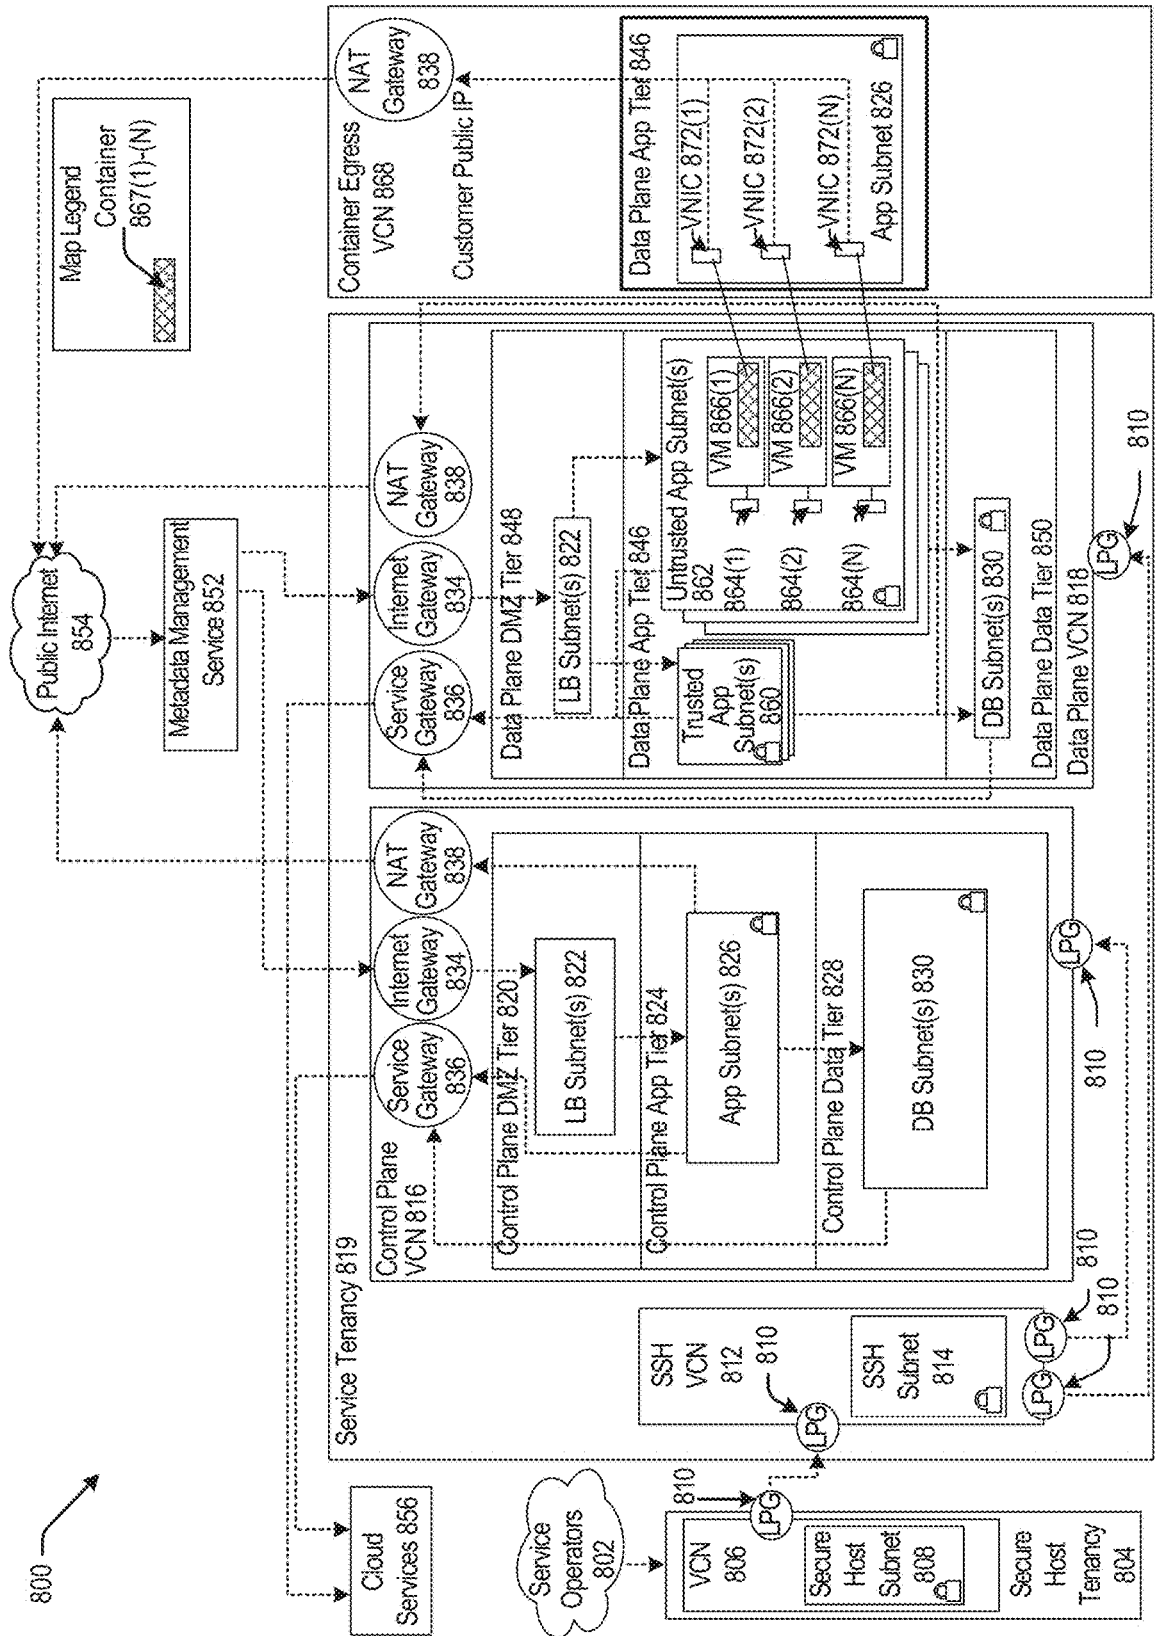 800
Cloud
Services 856
Service
Operators
802
VCN
806
Secure
Host
Subnet
808
Secure
Host
Tenancy
804
LPG
810
Service Tenancy 819
SSH
VCN
812
810
LPG
SSH
Subnet
814
LPG
LPG
810
810
Control Plane
VCN 816
Service
Gateway
836
Internet
Gateway
834
NAT
Gateway
838
Control Plane DMZ Tier 820
LB Subnet(s) 822
Control Plane App Tier 824
App Subnet(s) 826
Control Plane Data Tier 828
DB Subnet(s) 830
LPG
810
Public Internet
854
Metadata Management
Service 852
Service
Gateway
836
Internet
Gateway
834
NAT
Gateway
838
Data Plane DMZ Tier 848
LB Subnet(s) 822
Data Plane App Tier 846
Trusted
App
Subnet(s)
860
Untrusted App Subnet(s)
862
864(1)
VM 866(1)
864(2)
VM 866(2)
864(N)
VM 866(N)
DB Subnet(s) 830
Data Plane Data Tier 850
Data Plane VCN 818
LPG
810
Map Legend
Container
867(1)-(N)
Container Egress
VCN 868
NAT
Gateway
838
Customer Public IP
Data Plane App Tier 846
VNIC 872(1)
VNIC 872(2)
VNIC 872(N)
App Subnet 826